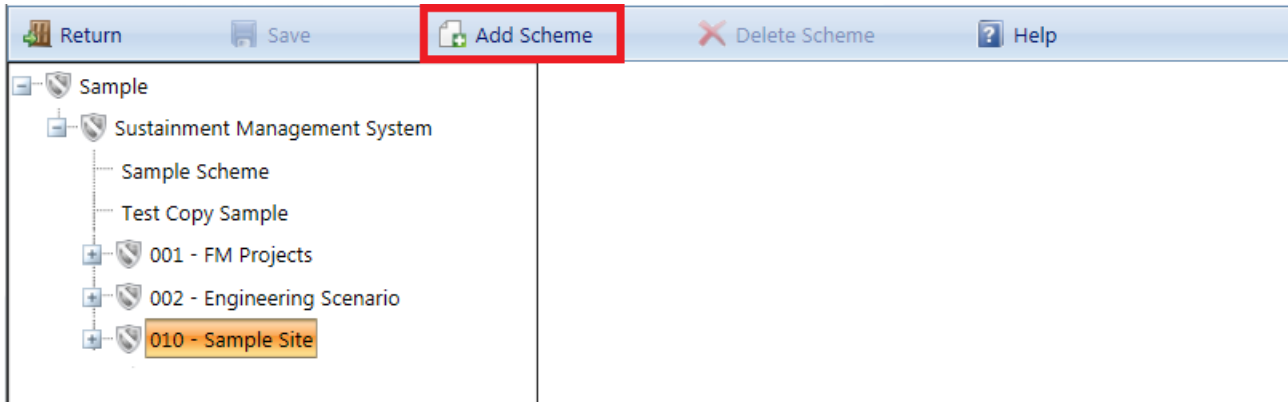 Return Save Add Scheme Delete Scheme Help
Sample
Sustainment Management System
Sample Scheme
Test Copy Sample
001 - FM Projects
002 - Engineering Scenario
010 - Sample Site